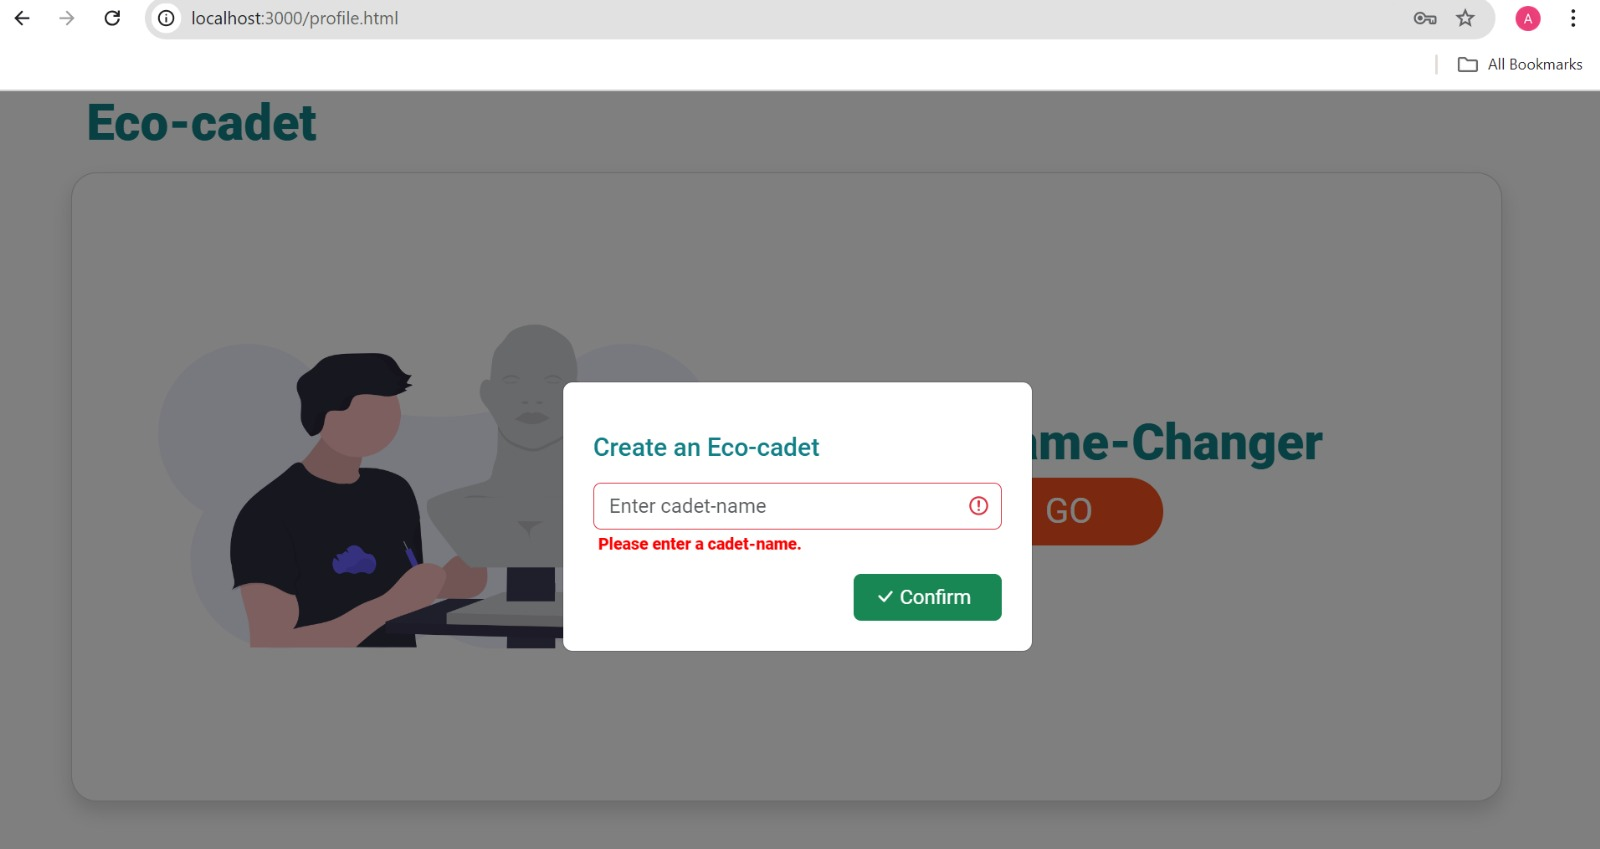 localhost:3000/profile.html
A
All Bookmarks
Eco-cadet
Create an Eco-cadet
Enter cadet-name
Please enter a cadet-name.
Confirm
ame-Changer
GO